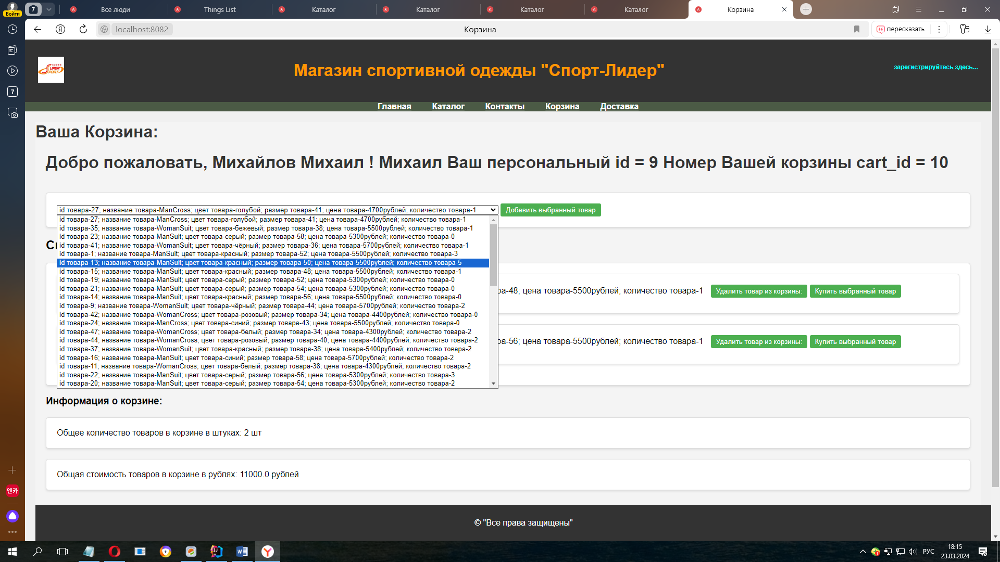 7 Все люди Things List Каталог Каталог Каталог Каталог Корзина
Войти
localhost:8082 Корзина пересказать
7
SUPER SPORT
Магазин спортивной одежды "Спорт-Лидер"
зарегистрируйтесь здесь...
Главная Каталог Контакты Корзина Доставка
Ваша Корзина:
Добро пожаловать, Михайлов Михаил ! Михаил Ваш персональный id = 9 Номер Вашей корзины cart_id = 10
id товара-27; название товара-ManCross; цвет товара-голубой; размер товара-41; цена товара-4700рублей; количество товара-1 Добавить выбранный товар
id товара-27; название товара-ManCross; цвет товара-голубой; размер товара-41; цена товара-4700рублей; количество товара-1
id товара-35; название товара-WomanSuit; цвет товара-бежевый; размер товара-38; цена товара-5500рублей; количество товара-1
id товара-23; название товара-ManSuit; цвет товара-серый; размер товара-58; цена товара-5300рублей; количество товара-0
id товара-41; название товара-WomanSuit; цвет товара-чёрный; размер товара-36; цена товара-5700рублей; количество товара-1
id товара-1; название товара-ManSuit; цвет товара-красный; размер товара-52; цена товара-5500рублей; количество товара-3
id товара-13; название товара-ManSuit; цвет товара-красный; размер товара-50; цена товара-5500рублей; количество товара-5
id товара-15; название товара-ManSuit; цвет товара-красный; размер товара-48; цена товара-5500рублей; количество товара-1
id товара-19; название товара-ManSuit; цвет товара-серый; размер товара-52; цена товара-5300рублей; количество товара-0
id товара-21; название товара-ManSuit; цвет товара-серый; размер товара-54; цена товара-5300рублей; количество товара-0
id товара-14; название товара-ManSuit; цвет товара-красный; размер товара-56; цена товара-5500рублей; количество товара-0
id товара-9; название товара-WomanSuit; цвет товара-чёрный; размер товара-44; цена товара-5700рублей; количество товара-2
id товара-42; название товара-WomanCross; цвет товара-розовый; размер товара-34; цена товара-4400рублей; количество товара-0
id товара-24; название товара-ManCross; цвет товара-синий; размер товара-43; цена товара-5500рублей; количество товара-0
id товара-47; название товара-WomanCross; цвет товара-белый; размер товара-34; цена товара-4300рублей; количество товара-2
id товара-44; название товара-WomanCross; цвет товара-розовый; размер товара-40; цена товара-4400рублей; количество товара-2
id товара-37; название товара-WomanSuit; цвет товара-красный; размер товара-38; цена товара-5400рублей; количество товара-2
id товара-16; название товара-ManSuit; цвет товара-синий; размер товара-58; цена товара-5700рублей; количество товара-2
id товара-11; название товара-WomanCross; цвет товара-белый; размер товара-38; цена товара-4300рублей; количество товара-2
id товара-22; название товара-ManSuit; цвет товара-серый; размер товара-56; цена товара-5300рублей; количество товара-3
id товара-20; название товара-ManSuit; цвет товара-серый; размер товара-54; цена товара-5300рублей; количество товара-2
ра-48; цена товара-5500рублей; количество товара-1 Удалить товар из корзины: Купить выбранный товар
ра-56; цена товара-5500рублей; количество товара-1 Удалить товар из корзины: Купить выбранный товар
Информация о корзине:
Общее количество товаров в корзине в штуках: 2 шт
Общая стоимость товаров в корзине в рублях: 11000.0 рублей
엔카
© "Все права защищены"
РУС
18:15
23.03.2024